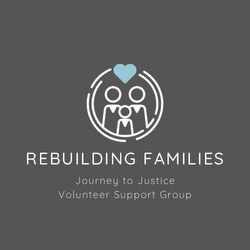 REBUILDING FAMILIES
Journey to Justice
Volunteer Support Group